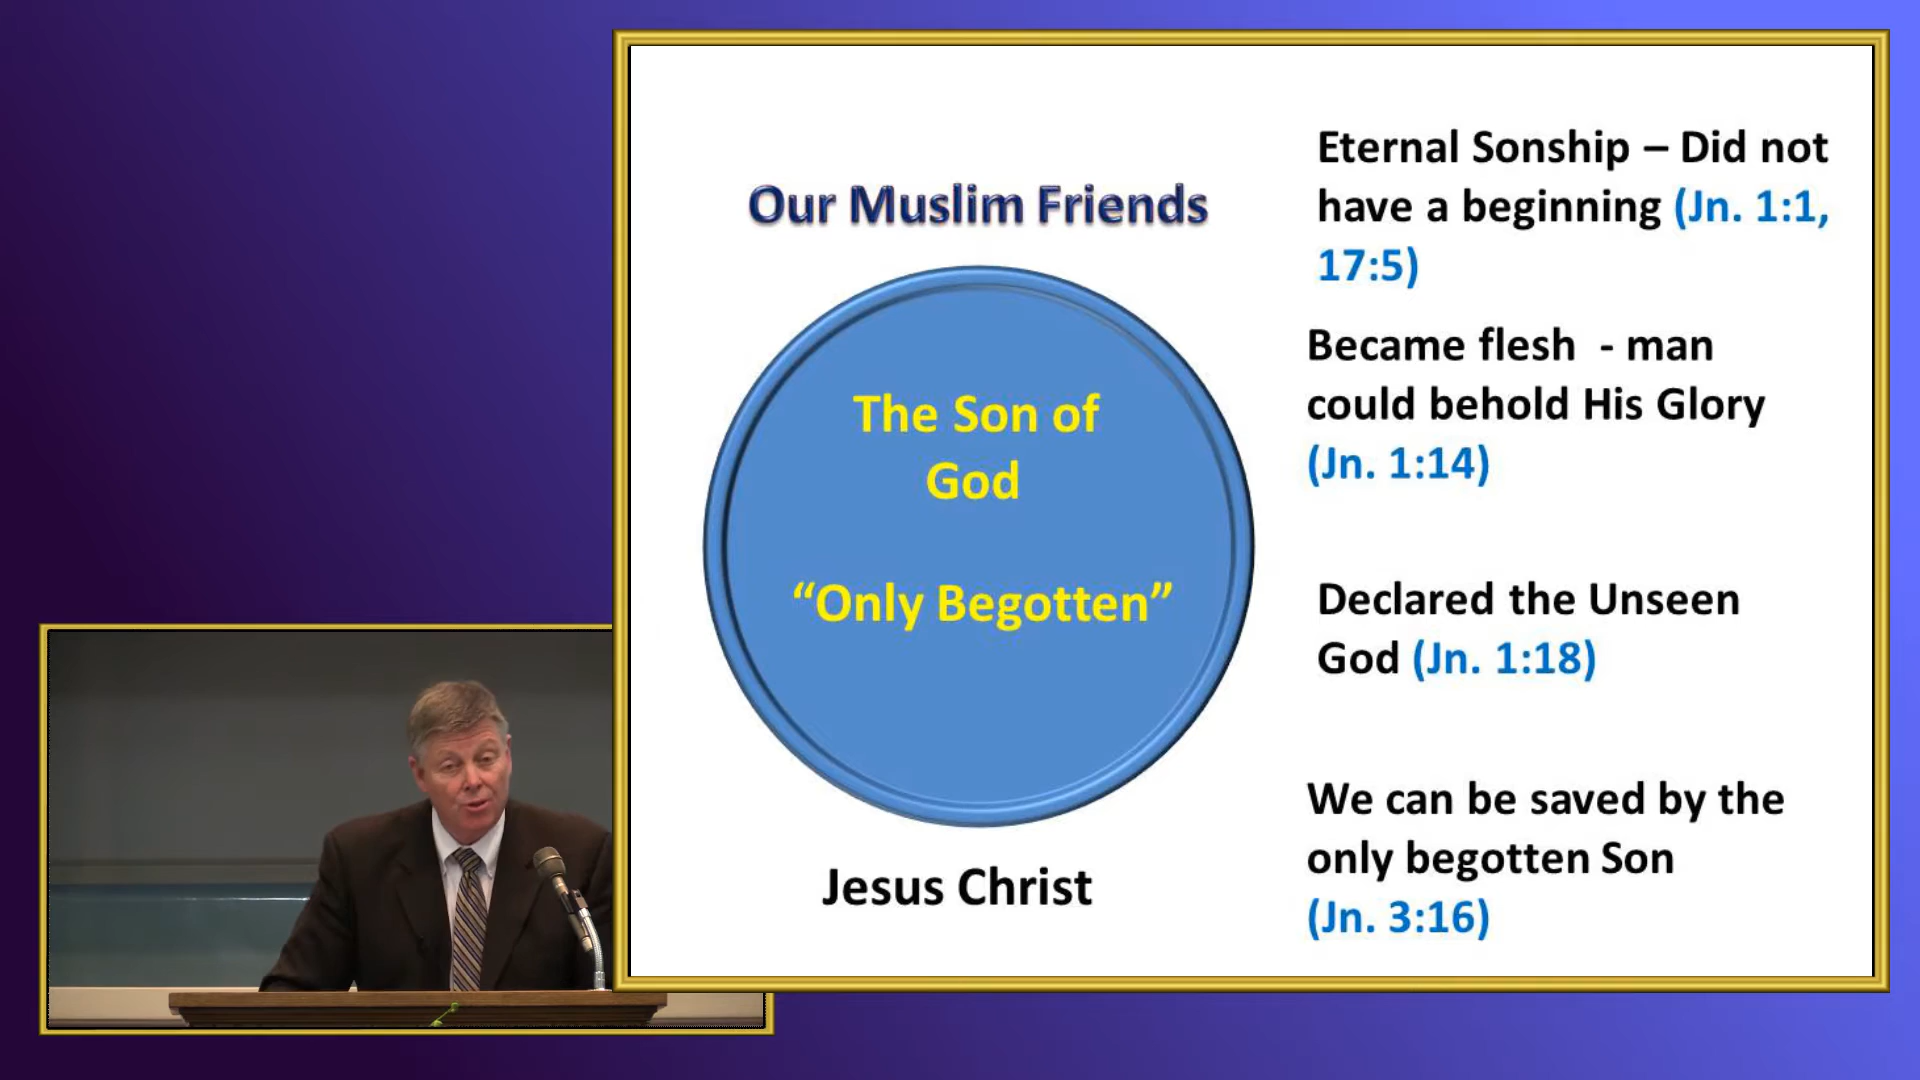 Our Muslim Friends
The Son of
God
“Only Begotten”
Jesus Christ
Eternal Sonship – Did not
have a beginning (Jn. 1:1,
17:5)
Became flesh - man
could behold His Glory
(Jn. 1:14)
Declared the Unseen
God (Jn. 1:18)
We can be saved by the
only begotten Son
(Jn. 3:16)